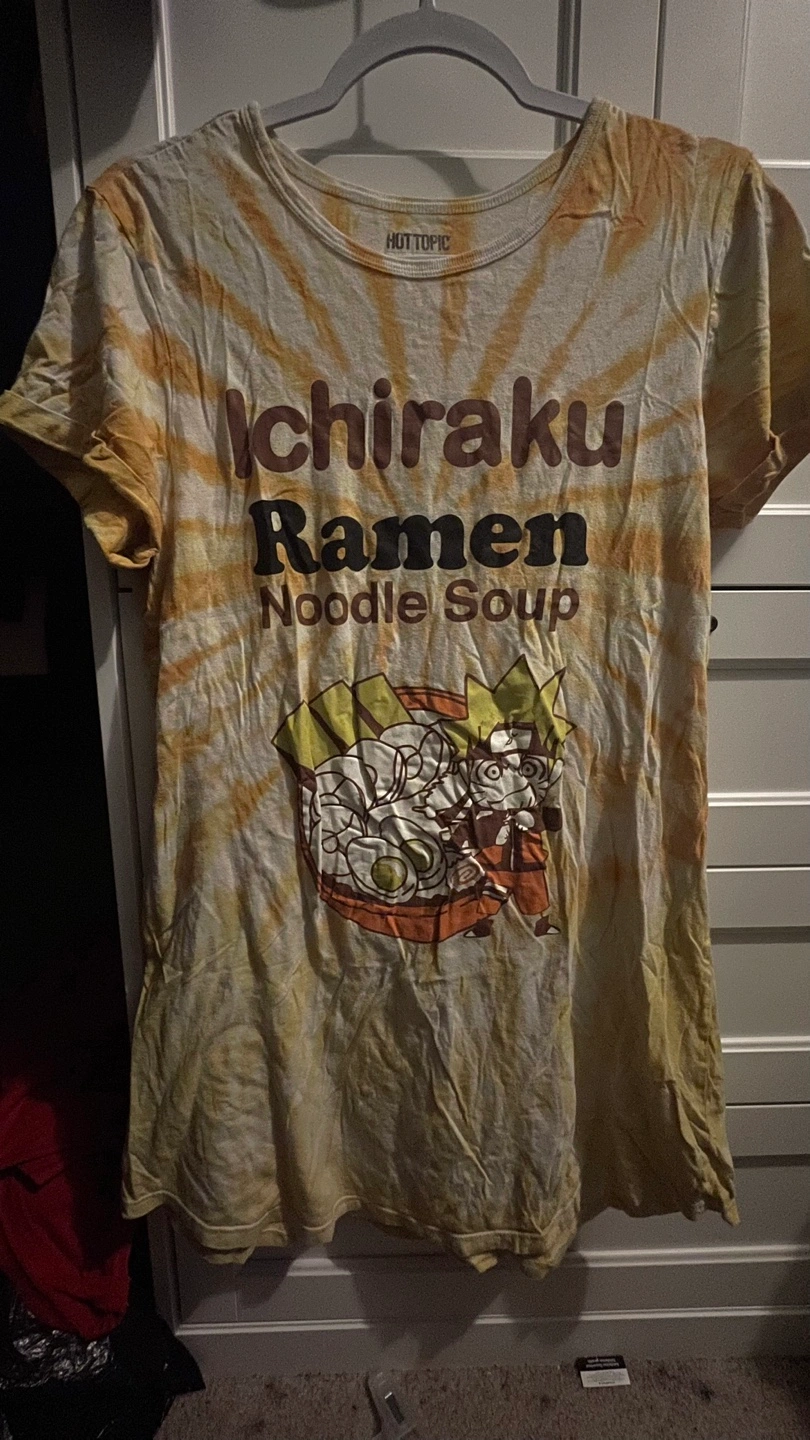 HOT TOPIC
Ichiraku
Ramen
Noodle Soup